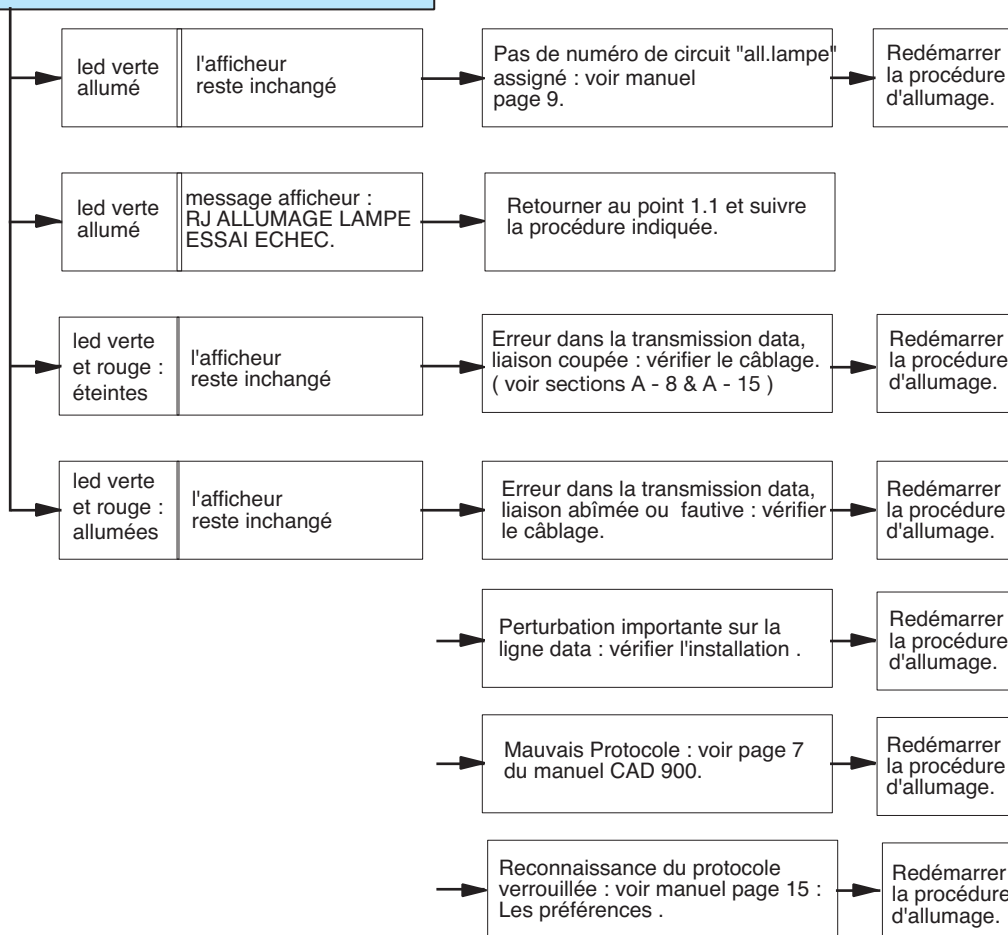 led verte
allumé
l'afficheur
reste inchangé
Pas de numéro de circuit "all.lampe"
assigné : voir manuel
page 9.
Redémarrer
la procédure
d'allumage.
led verte
allumé
message afficheur :
RJ ALLUMAGE LAMPE
ESSAI ECHEC.
Retourner au point 1.1 et suivre
la procédure indiquée.
led verte
et rouge :
éteintes
l'afficheur
reste inchangé
Erreur dans la transmission data,
liaison coupée : vérifier le câblage.
( voir sections A - 8 & A - 15 )
Redémarrer
la procédure
d'allumage.
led verte
et rouge :
allumées
l'afficheur
reste inchangé
Erreur dans la transmission data,
liaison abîmée ou fautive : vérifier
le câblage.
Redémarrer
la procédure
d'allumage.
Perturbation importante sur la
ligne data : vérifier l'installation .
Redémarrer
la procédure
d'allumage.
Mauvais Protocole : voir page 7
du manuel CAD 900.
Redémarrer
la procédure
d'allumage.
Reconnaissance du protocole
verrouillée : voir manuel page 15 :
Les préférences .
Redémarrer
la procédure
d'allumage.